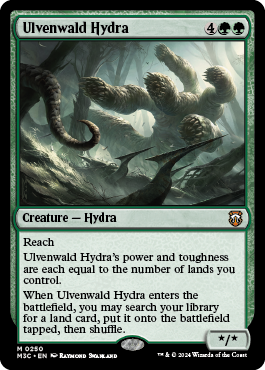 Ulvenwald Hydra 4
Creature — Hydra
Reach
Ulvenwald Hydra's power and toughness
are each equal to the number of lands you
control.
When Ulvenwald Hydra enters the
battlefield, you may search your library
for a land card, put it onto the battlefield
tapped, then shuffle.
*/*
M 0250
M3C • EN Raymond Swanland ™ & © 2024 Wizards of the Coast